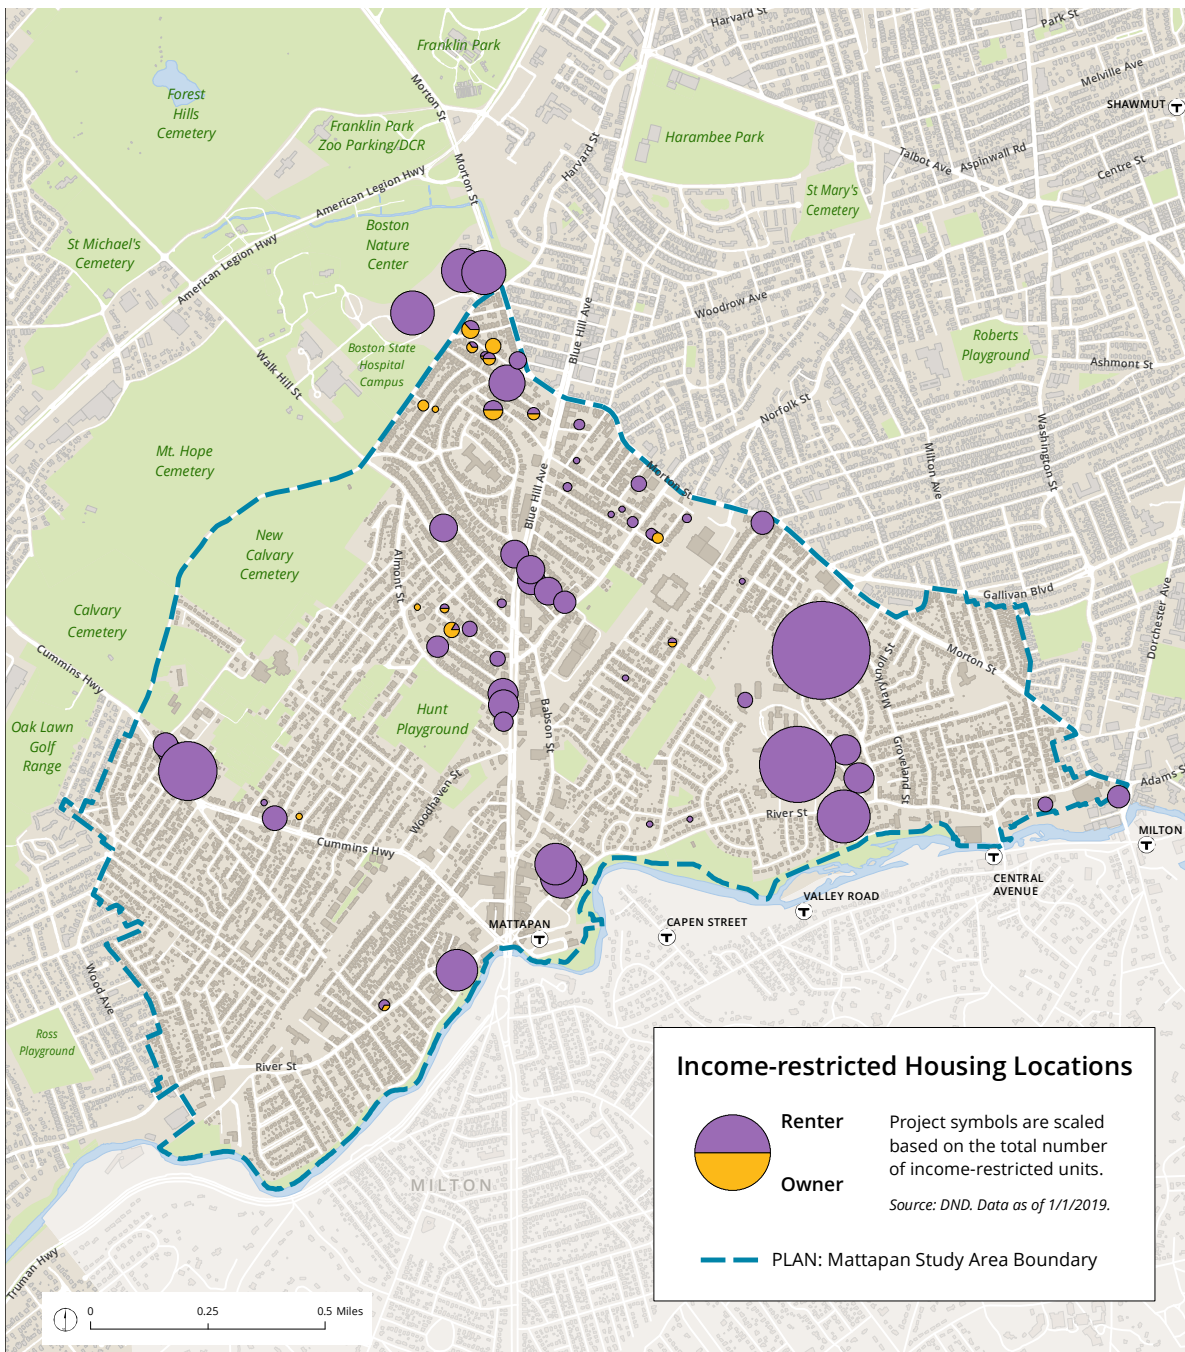 Harvard St
Park St
Franklin Park
Melville Ave
Morton St
SHAWMUT
T
Forest
Hills
Cemetery
Franklin Park
Zoo Parking/DCR
Harambee Park
Harvard St
Talbot Ave
Aspinwall Rd
Centre St
Morton St
American Legion Hwy
St Mary's
Cemetery
Boston
Nature
Center
St Michael's
Cemetery
American Legion Hwy
Woodrow Ave
Blue Hill Ave
Roberts
Playground
Boston State
Hospital
Campus
Walk Hill St
Ashmont St
Norfolk St
Washington St
Milton Ave
Mt. Hope
Cemetery
Morton St
Blue Hill Ave
New
Calvary
Cemetery
Almont St
Gallivan Blvd
Dorchester Ave
Calvary
Cemetery
Cummins Hwy
Morton St
Maryknoll St
Hunt
Playground
Babson St
Oak Lawn
Golf
Range
Groveland St
Adams S
Woodhaven St
River St
Cummins Hwy
MILTON
T
T
CENTRAL
AVENUE
VALLEY ROAD
T
MATTAPAN
T
CAPEN STREET
T
Wood Ave
Ross
Playground
River St
MILTON
Truman Hwy
Income-restricted Housing Locations
Renter
Owner
Project symbols are scaled
based on the total number
of income-restricted units.
Source: DND. Data as of 1/1/2019.
PLAN: Mattapan Study Area Boundary
0 0.25 0.5 Miles